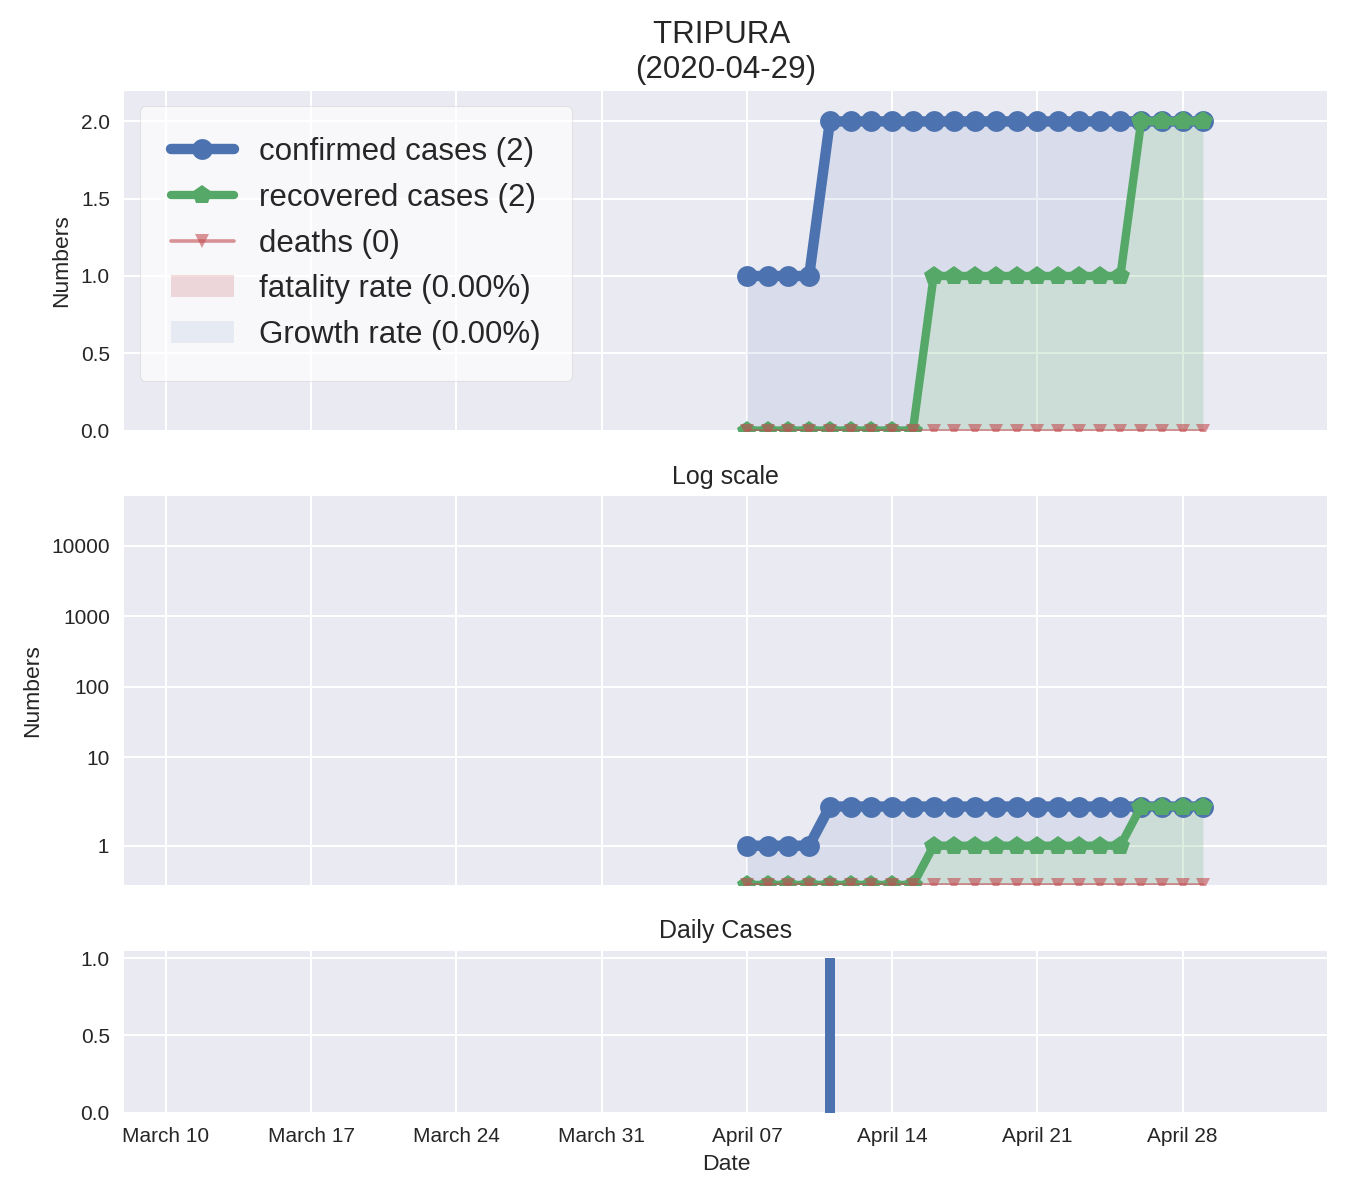 TRIPURA
(2020-04-29)
2.0
1.5
1.0
0.5
0.0
Numbers
confirmed cases (2)
recovered cases (2)
deaths (0)
fatality rate (0.00%)
Growth rate (0.00%)
Log scale
10000
1000
100
10
1
Numbers
Daily Cases
1.0
0.5
0.0
March 10 March 17 March 24 March 31 April 07 April 14 April 21 April 28
Date